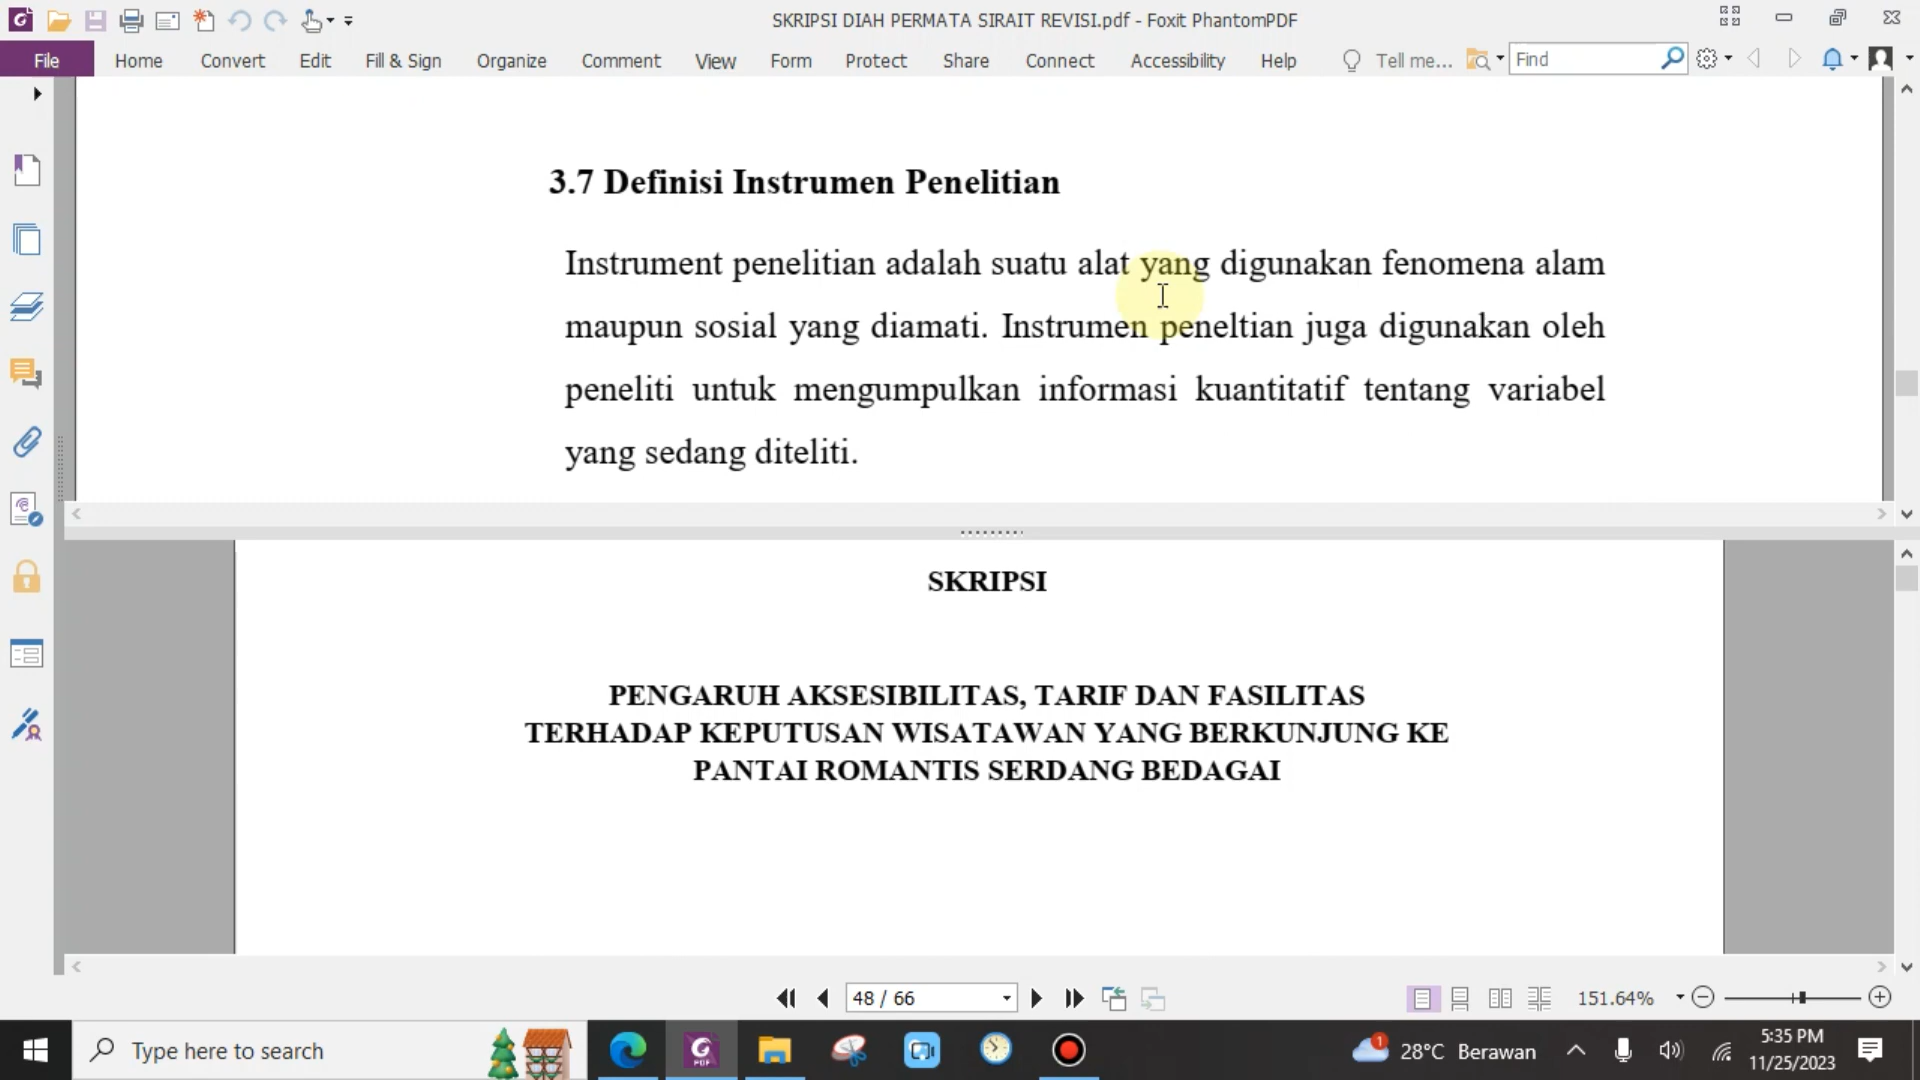 SKRIPSI DIAH PERMATA SIRAIT REVISI.pdf - Foxit PhantomPDF
File Home Convert Edit Fill & Sign Organize Comment View Form Protect Share Connect Accessibility Help Tell me... Find
3.7 Definisi Instrumen Penelitian
Instrument penelitian adalah suatu alat yang digunakan fenomena alam
maupun sosial yang diamati. Instrumen peneltian juga digunakan oleh
peneliti untuk mengumpulkan informasi kuantitatif tentang variabel
yang sedang diteliti.
SKRIPSI
PENGARUH AKSESIBILITAS, TARIF DAN FASILITAS
TERHADAP KEPUTUSAN WISATAWAN YANG BERKUNJUNG KE
PANTAI ROMANTIS SERDANG BEDAGAI
48 / 66
151.64%
Type here to search
PDF
1
28°C Berawan
5:35 PM
11/25/2023